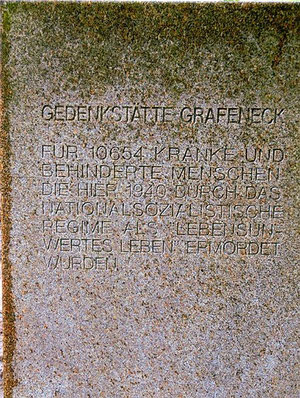 GEDENKSTÄTTE GRAFENECK
FÜR 10654 KRANKE UND
BEHINDERTE MENSCHEN
DIE HIER 1940 DURCH DAS
NATIONALSOZIALISTISCHE
REGIME ALS "LEBENSUN-
WERTES LEBEN" ERMORDET
WURDEN